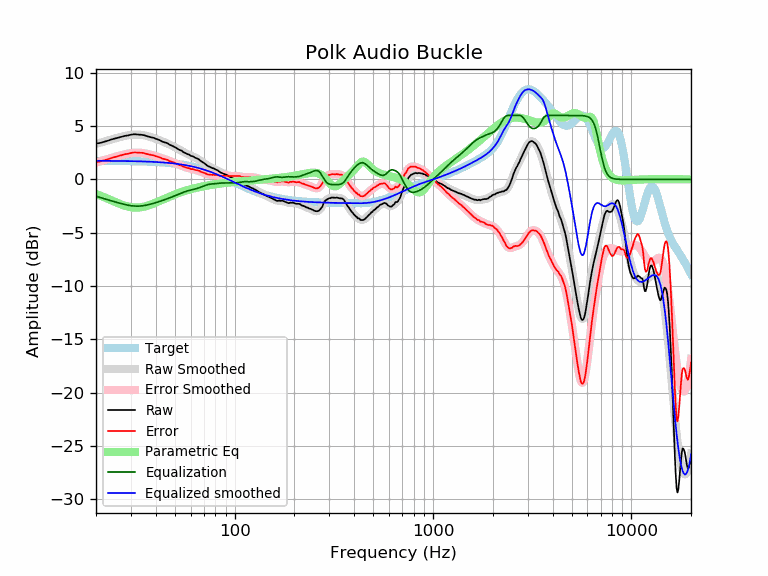 Polk Audio Buckle
10
5
0
−5
−10
−15
−20
−25
−30
Amplitude (dBr)
Target
Raw Smoothed
Error Smoothed
Raw
Error
Parametric Eq
Equalization
Equalized smoothed
100 1000 10000
Frequency (Hz)